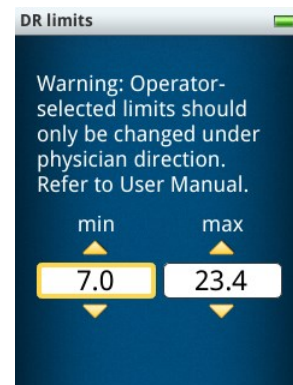 DR limits
Warning: Operator-
selected limits should
only be changed under
physician direction.
Refer to User Manual.
min max
7.0 23.4